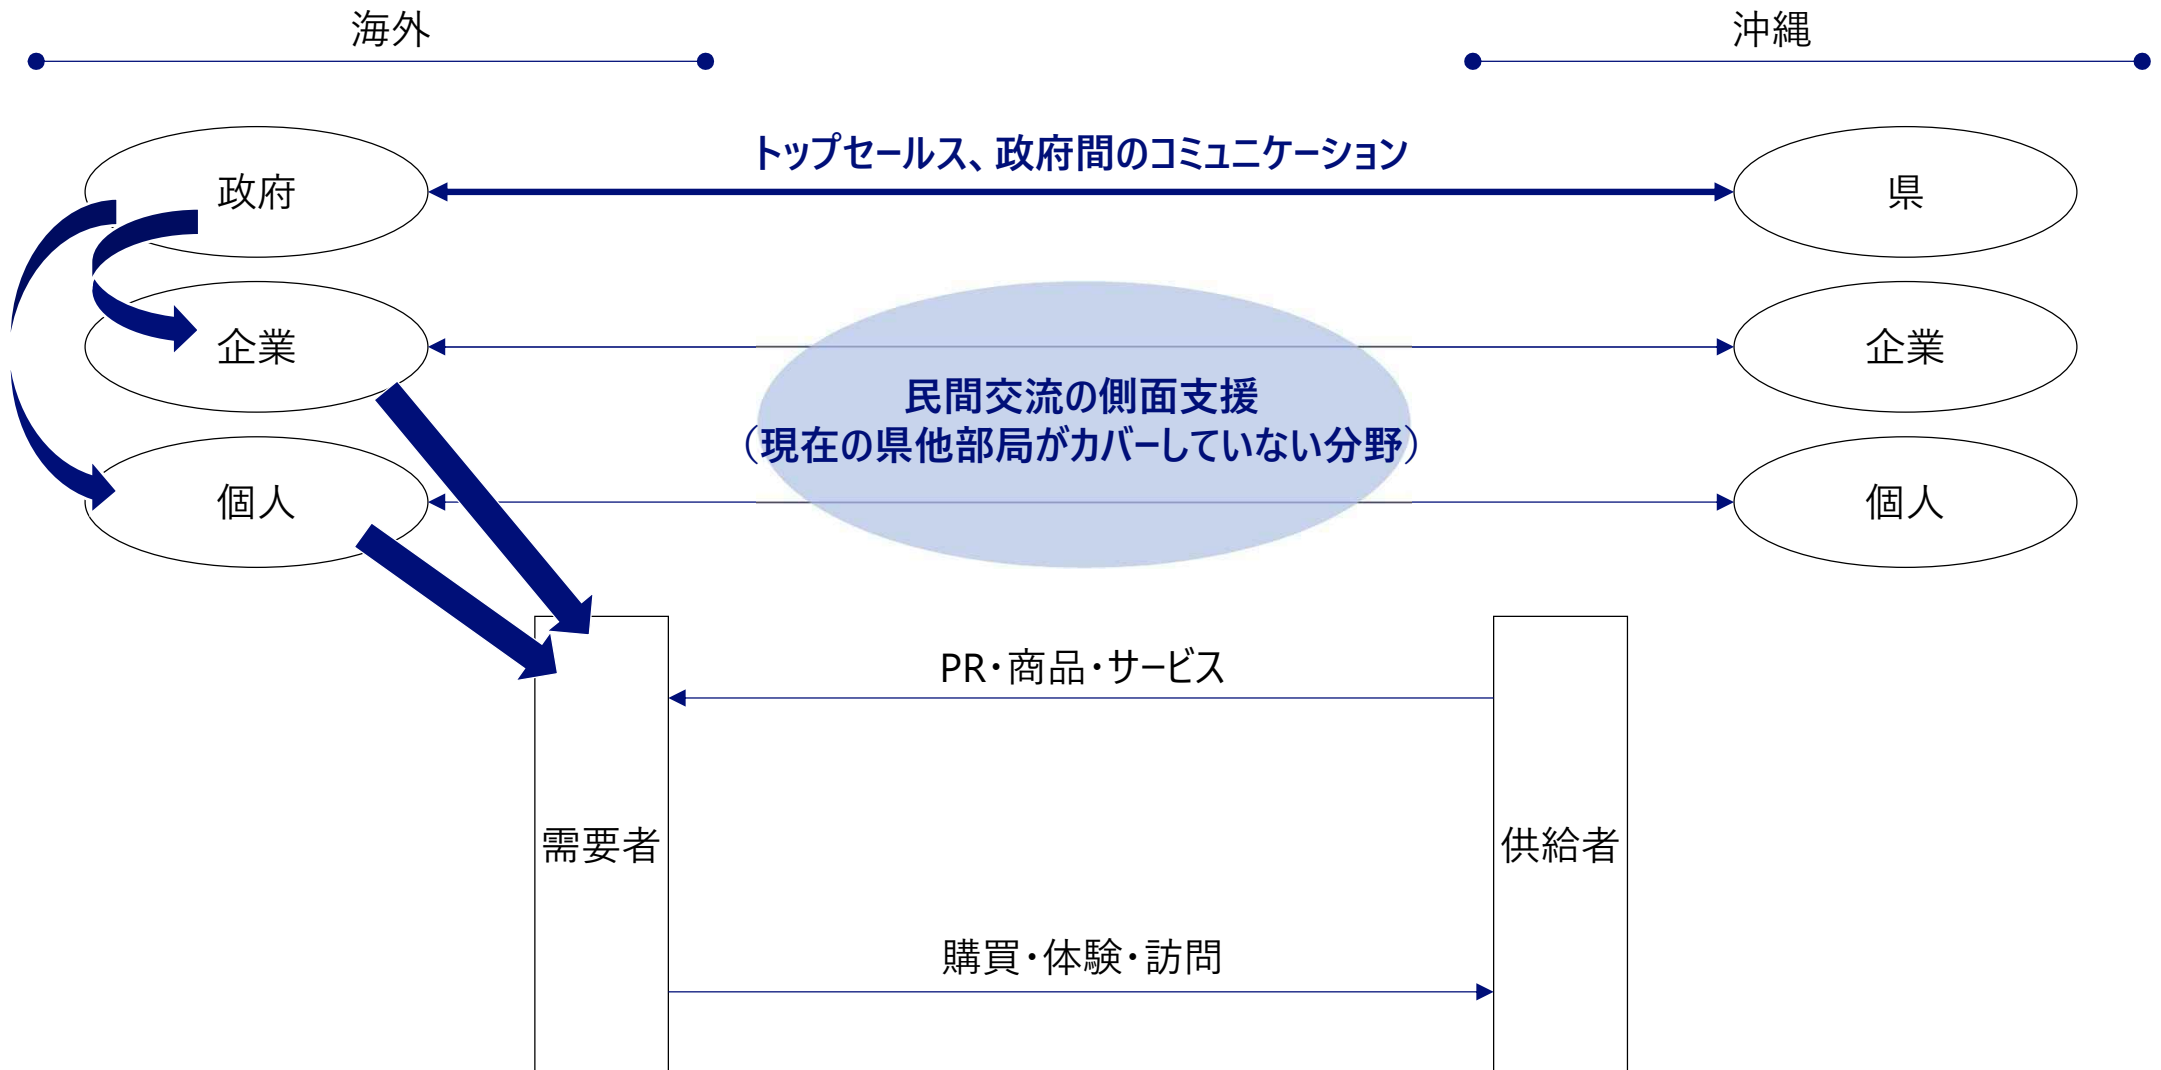 海外
沖縄
トップセールス、政府間のコミュニケーション
政府
県
企業
企業
民間交流の側面支援
（現在の県他部局がカバーしていない分野）
個人
個人
PR・商品・サービス
需要者
供給者
購買・体験・訪問